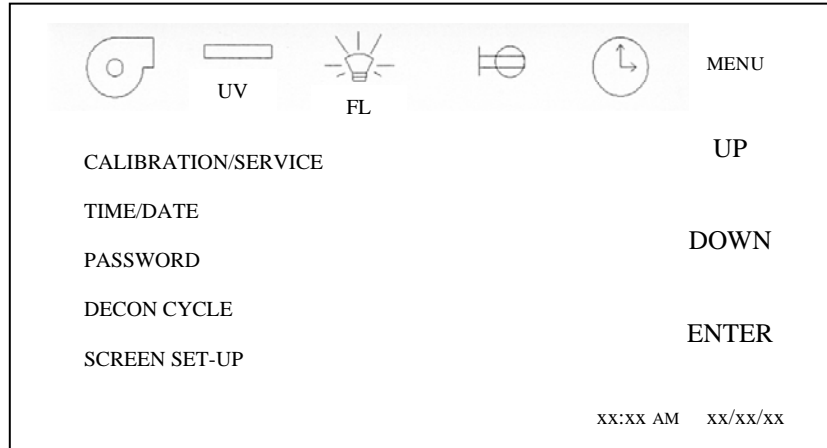 MENU
UV
FL
UP
CALIBRATION/SERVICE
TIME/DATE
DOWN
PASSWORD
DECON CYCLE
ENTER
SCREEN SET-UP
xx:xx AM xx/xx/xx